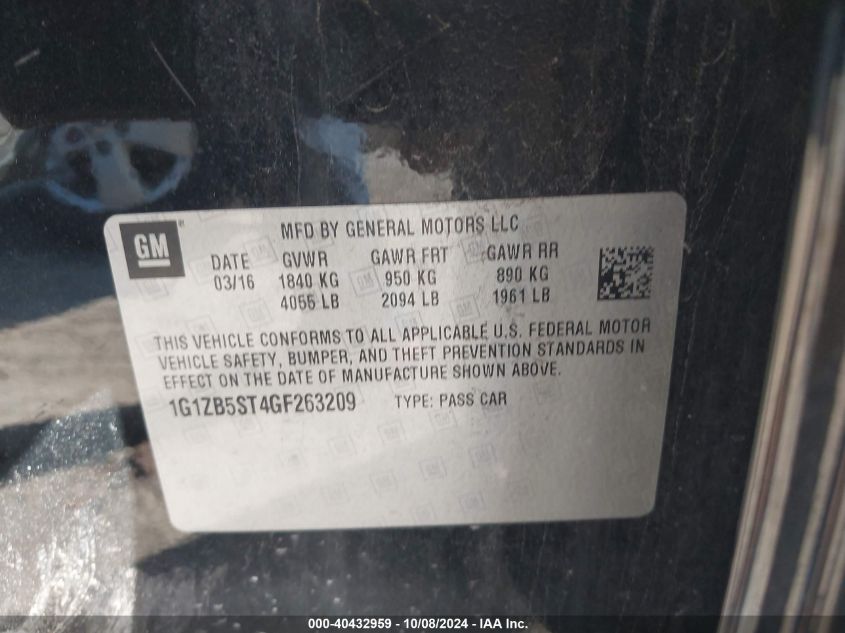 GM
MFD BY GENERAL MOTORS LLC
DATE GVWR GAWR FRT GAWR RR
03/16 1840 KG 950 KG 890 KG
4056 LB 2094 LB 1961 LB
THIS VEHICLE CONFORMS TO ALL APPLICABLE U.S. FEDERAL MOTOR
VEHICLE SAFETY, BUMPER, AND THEFT PREVENTION STANDARDS IN
EFFECT ON THE DATE OF MANUFACTURE SHOWN ABOVE.
1G1ZB5ST4GF263209 TYPE: PASS CAR
000-40432959 - 10/08/2024 - IAA Inc.